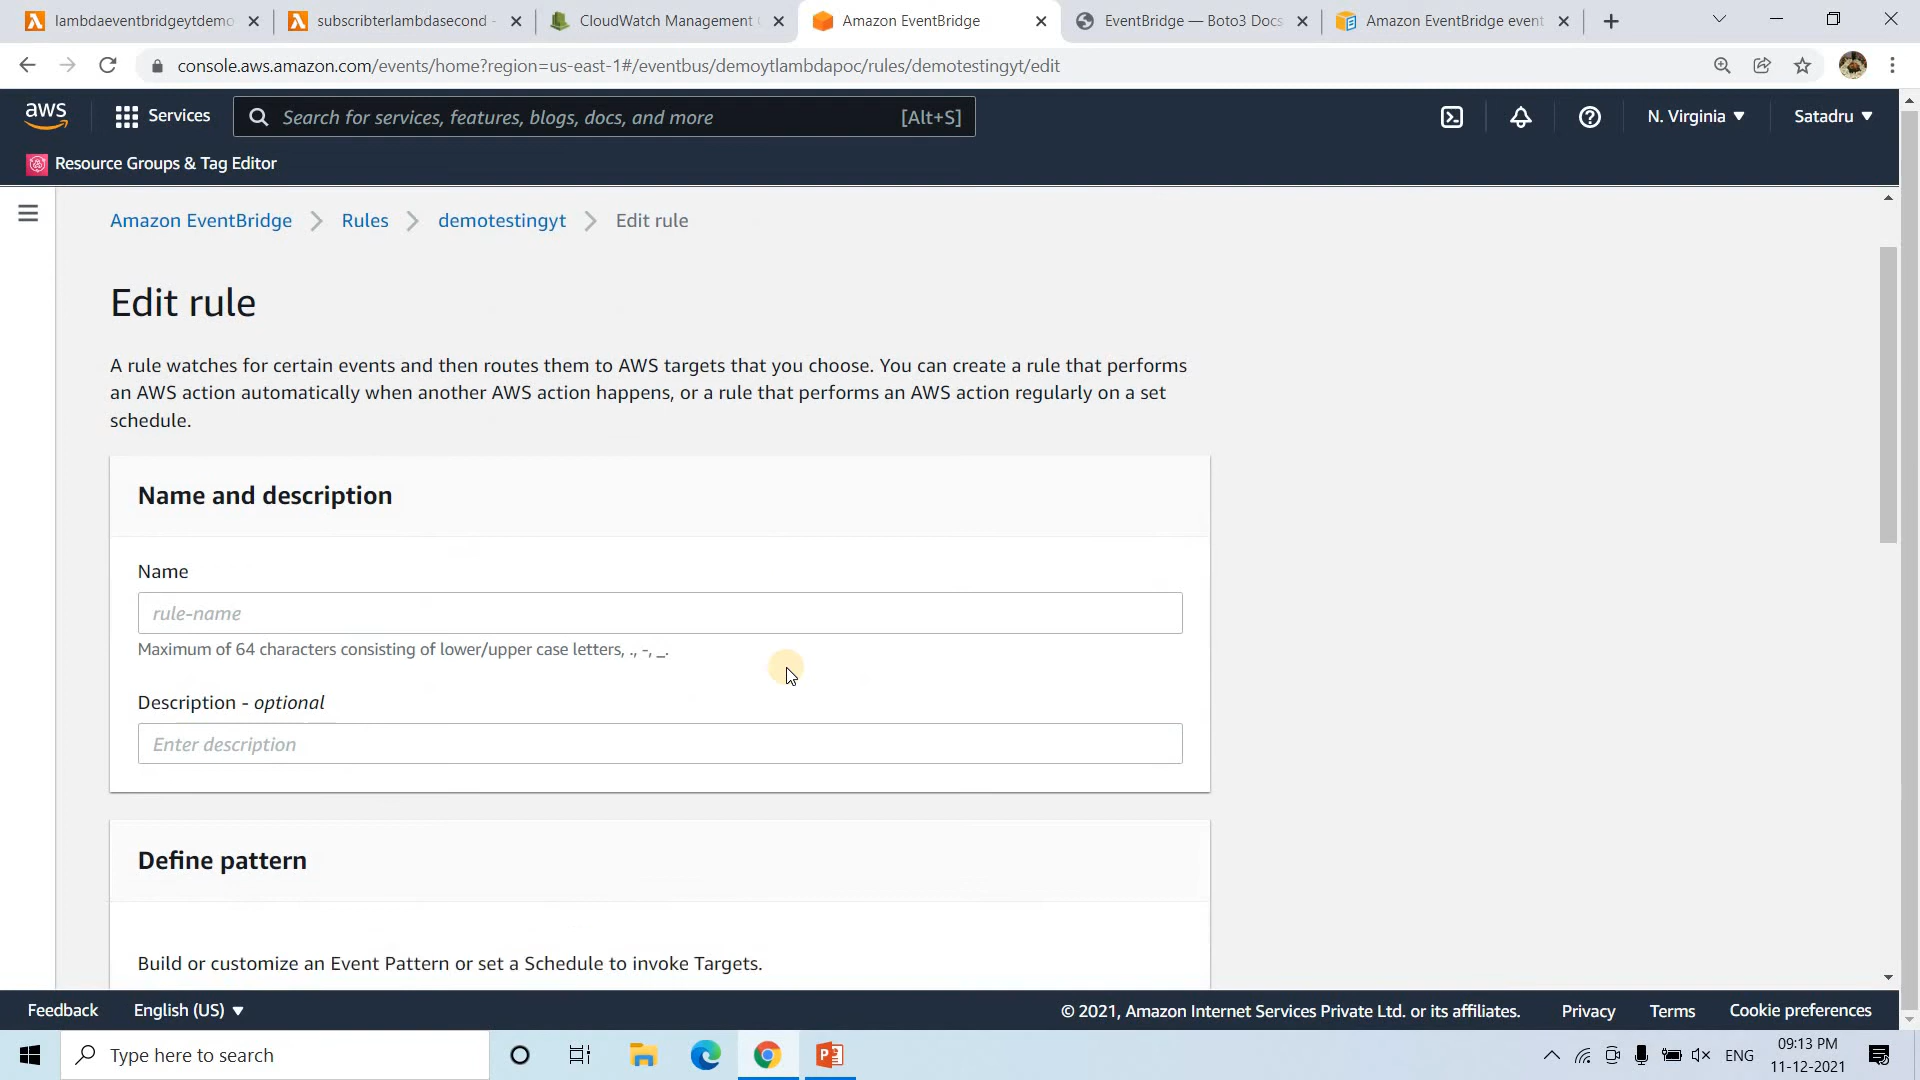 lambdaeventbridgeytdemo
subscribterlambdasecond -
CloudWatch Management C
Amazon EventBridge
EventBridge — Boto3 Docs
Amazon EventBridge event
console.aws.amazon.com/events/home?region=us-east-1#/eventbus/demoytlambdapoc/rules/demotestingyt/edit
aws
Services
Search for services, features, blogs, docs, and more
[Alt+S]
N. Virginia ▼
Satadru ▼
Resource Groups & Tag Editor
Amazon EventBridge > Rules > demotestingyt > Edit rule
Edit rule
A rule watches for certain events and then routes them to AWS targets that you choose. You can create a rule that performs
an AWS action automatically when another AWS action happens, or a rule that performs an AWS action regularly on a set
schedule.
Name and description
Name
rule-name
Maximum of 64 characters consisting of lower/upper case letters, ., -, _.
Description - optional
Enter description
Define pattern
Build or customize an Event Pattern or set a Schedule to invoke Targets.
Feedback
English (US) ▼
© 2021, Amazon Internet Services Private Ltd. or its affiliates.
Privacy
Terms
Cookie preferences
Type here to search
ENG
09:13 PM
11-12-2021